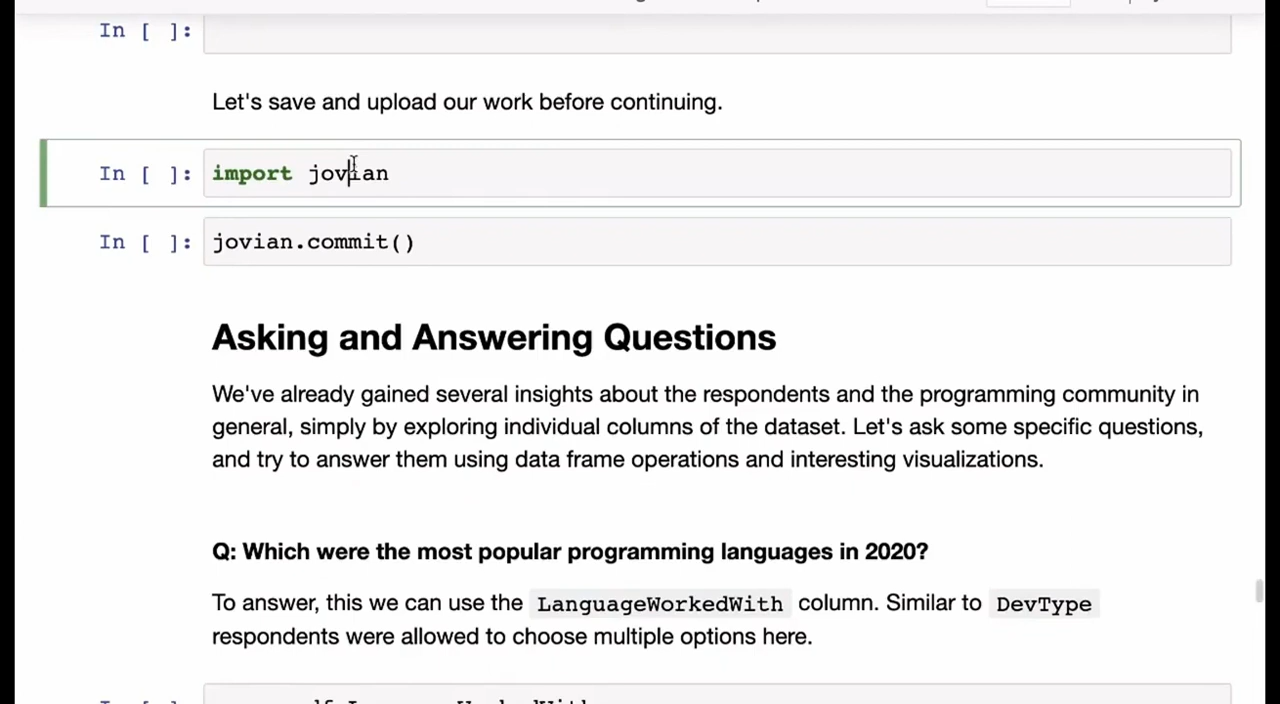 In [ ]:
Let's save and upload our work before continuing.
In [ ]: import jovian
In [ ]: jovian.commit()
Asking and Answering Questions
We've already gained several insights about the respondents and the programming community in
general, simply by exploring individual columns of the dataset. Let's ask some specific questions,
and try to answer them using data frame operations and interesting visualizations.
Q: Which were the most popular programming languages in 2020?
To answer, this we can use the LanguageWorkedWith column. Similar to DevType
respondents were allowed to choose multiple options here.